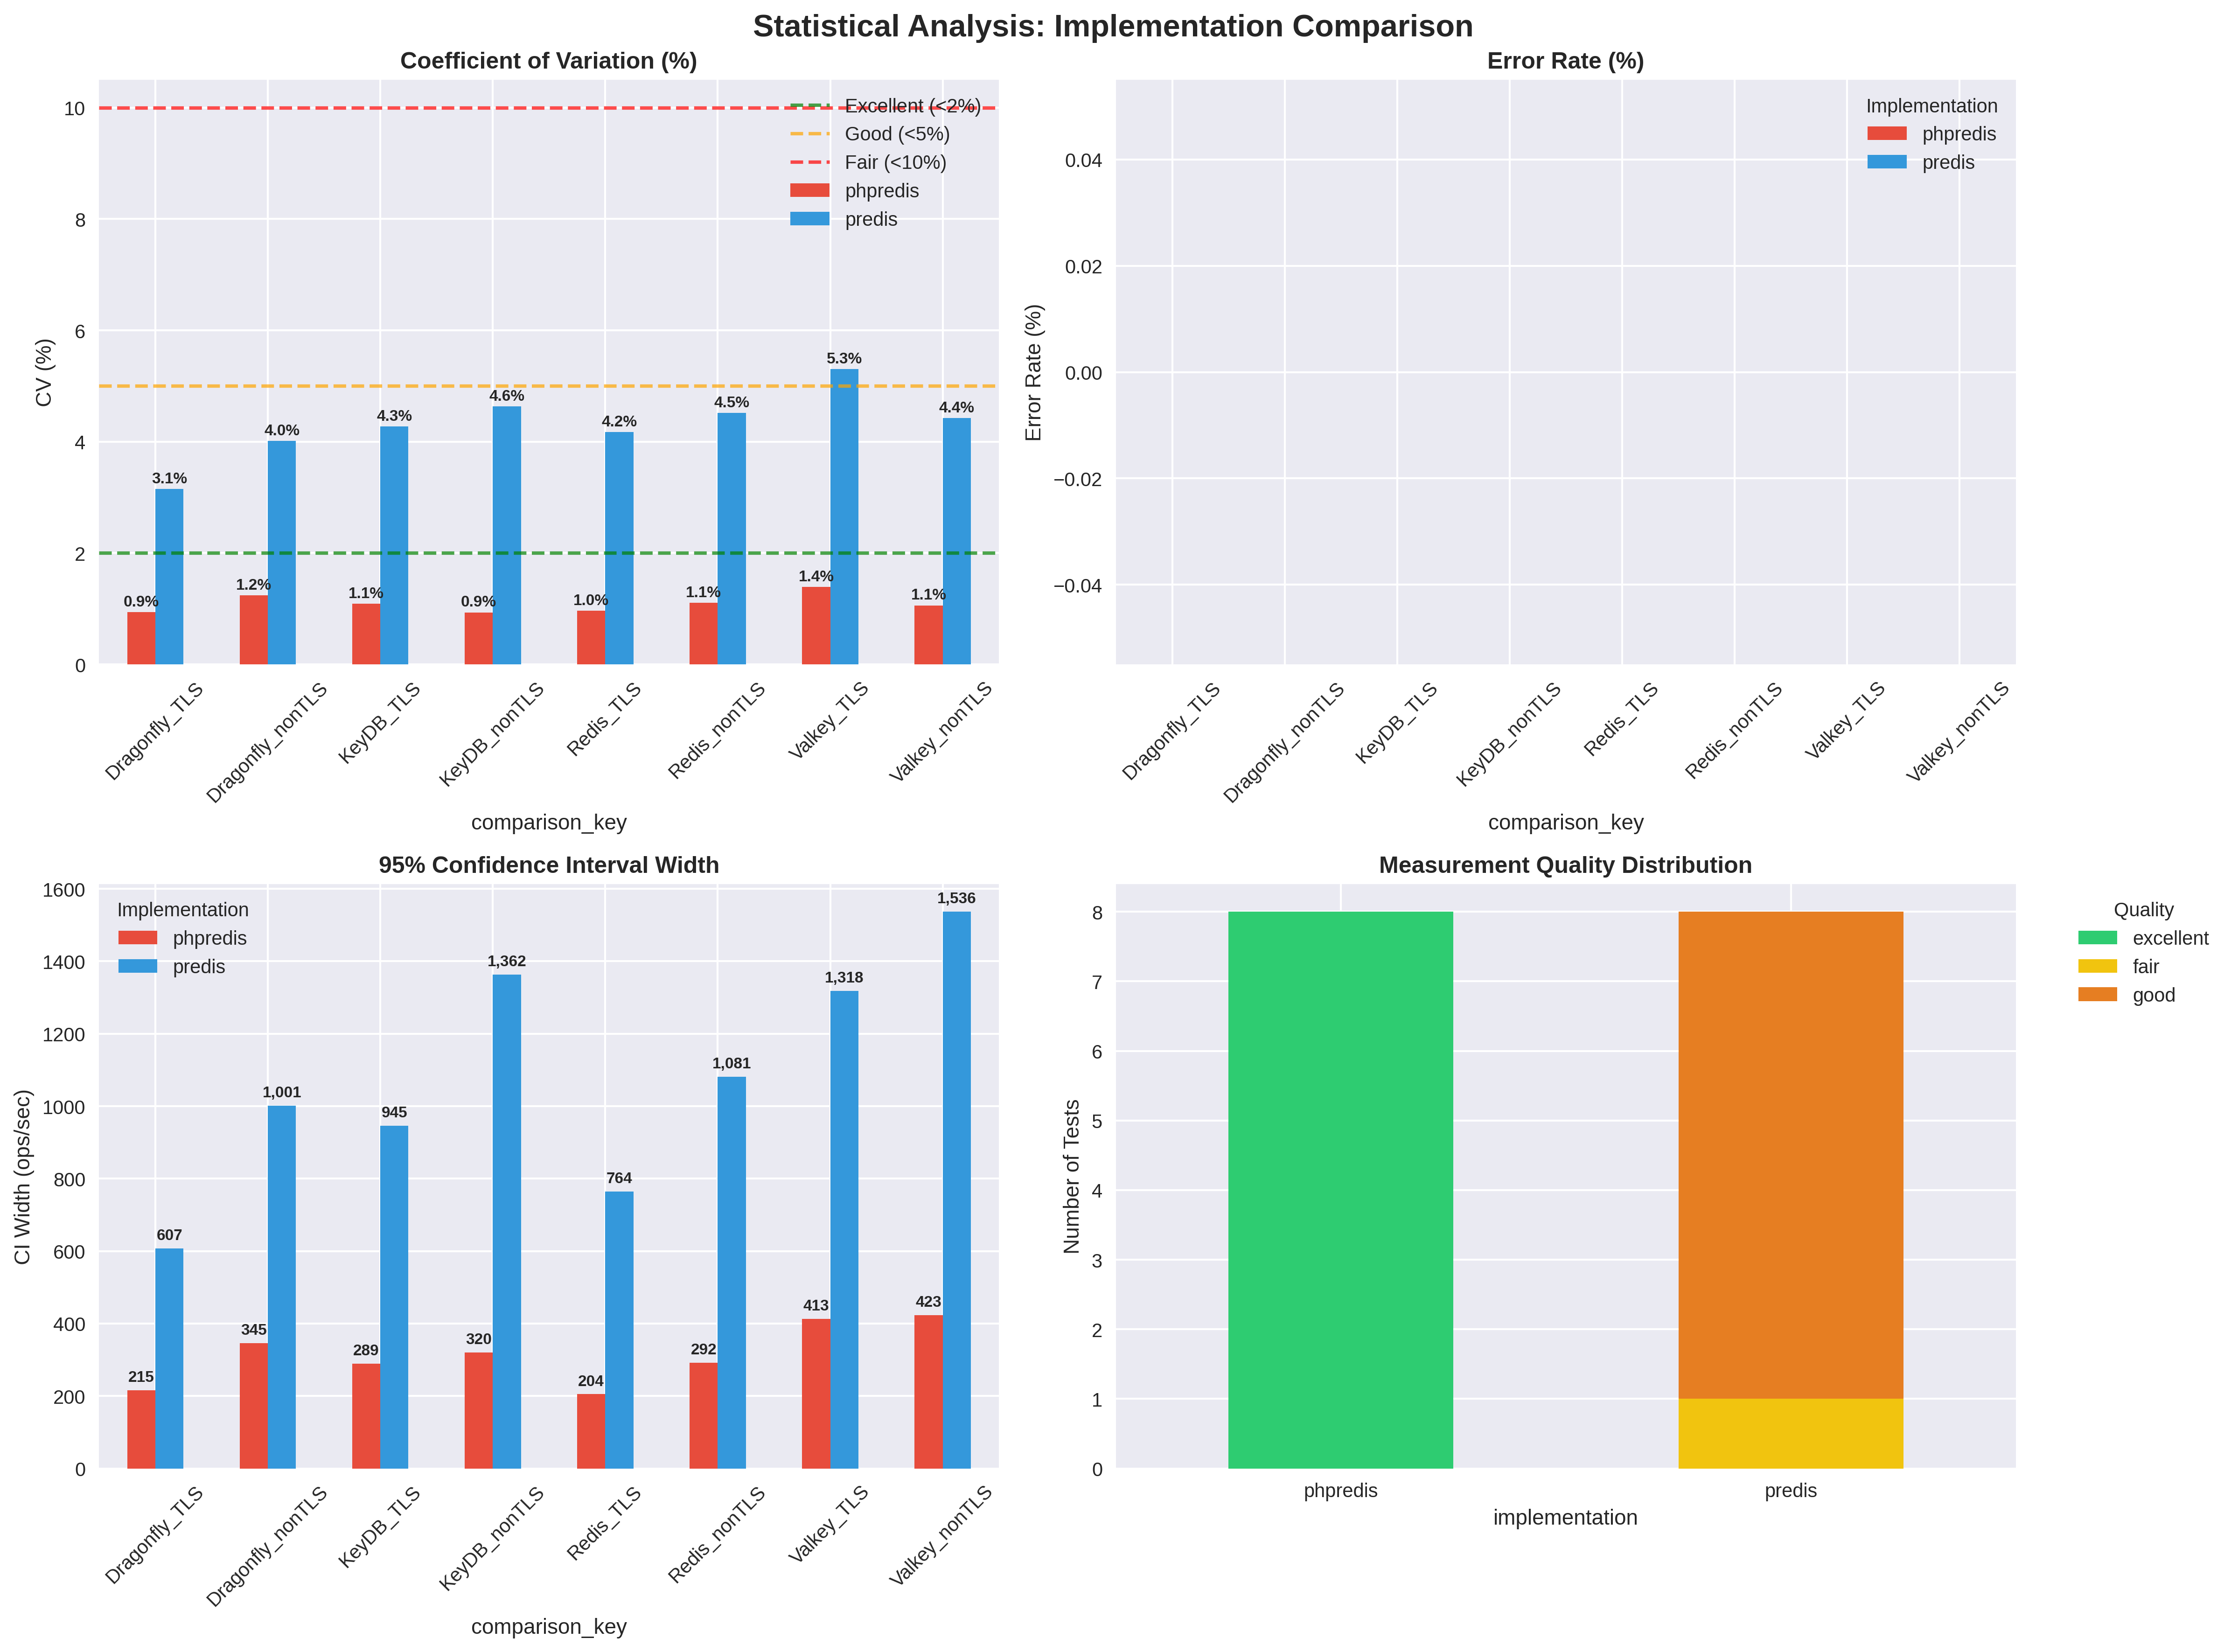 Statistical Analysis: Implementation Comparison
Coefficient of Variation (%)
CV (%)
10
8
6
4
2
0
Excellent (<2%)
Good (<5%)
Fair (<10%)
phpredis
predis
0.9%
3.1%
1.2%
4.0%
1.1%
4.3%
0.9%
4.6%
1.0%
4.2%
1.1%
4.5%
1.4%
5.3%
1.1%
4.4%
Dragonfly_TLS
Dragonfly_nonTLS
KeyDB_TLS
KeyDB_nonTLS
Redis_TLS
Redis_nonTLS
Valkey_TLS
Valkey_nonTLS
comparison_key
Error Rate (%)
Error Rate (%)
0.04
0.02
0.00
−0.02
−0.04
Implementation
phpredis
predis
Dragonfly_TLS
Dragonfly_nonTLS
KeyDB_TLS
KeyDB_nonTLS
Redis_TLS
Redis_nonTLS
Valkey_TLS
Valkey_nonTLS
comparison_key
95% Confidence Interval Width
CI Width (ops/sec)
1600
1400
1200
1000
800
600
400
200
0
Implementation
phpredis
predis
215
607
345
1,001
289
945
320
1,362
204
764
292
1,081
413
1,318
423
1,536
Dragonfly_TLS
Dragonfly_nonTLS
KeyDB_TLS
KeyDB_nonTLS
Redis_TLS
Redis_nonTLS
Valkey_TLS
Valkey_nonTLS
comparison_key
Measurement Quality Distribution
Number of Tests
8
7
6
5
4
3
2
1
0
phpredis
predis
implementation
Quality
excellent
fair
good